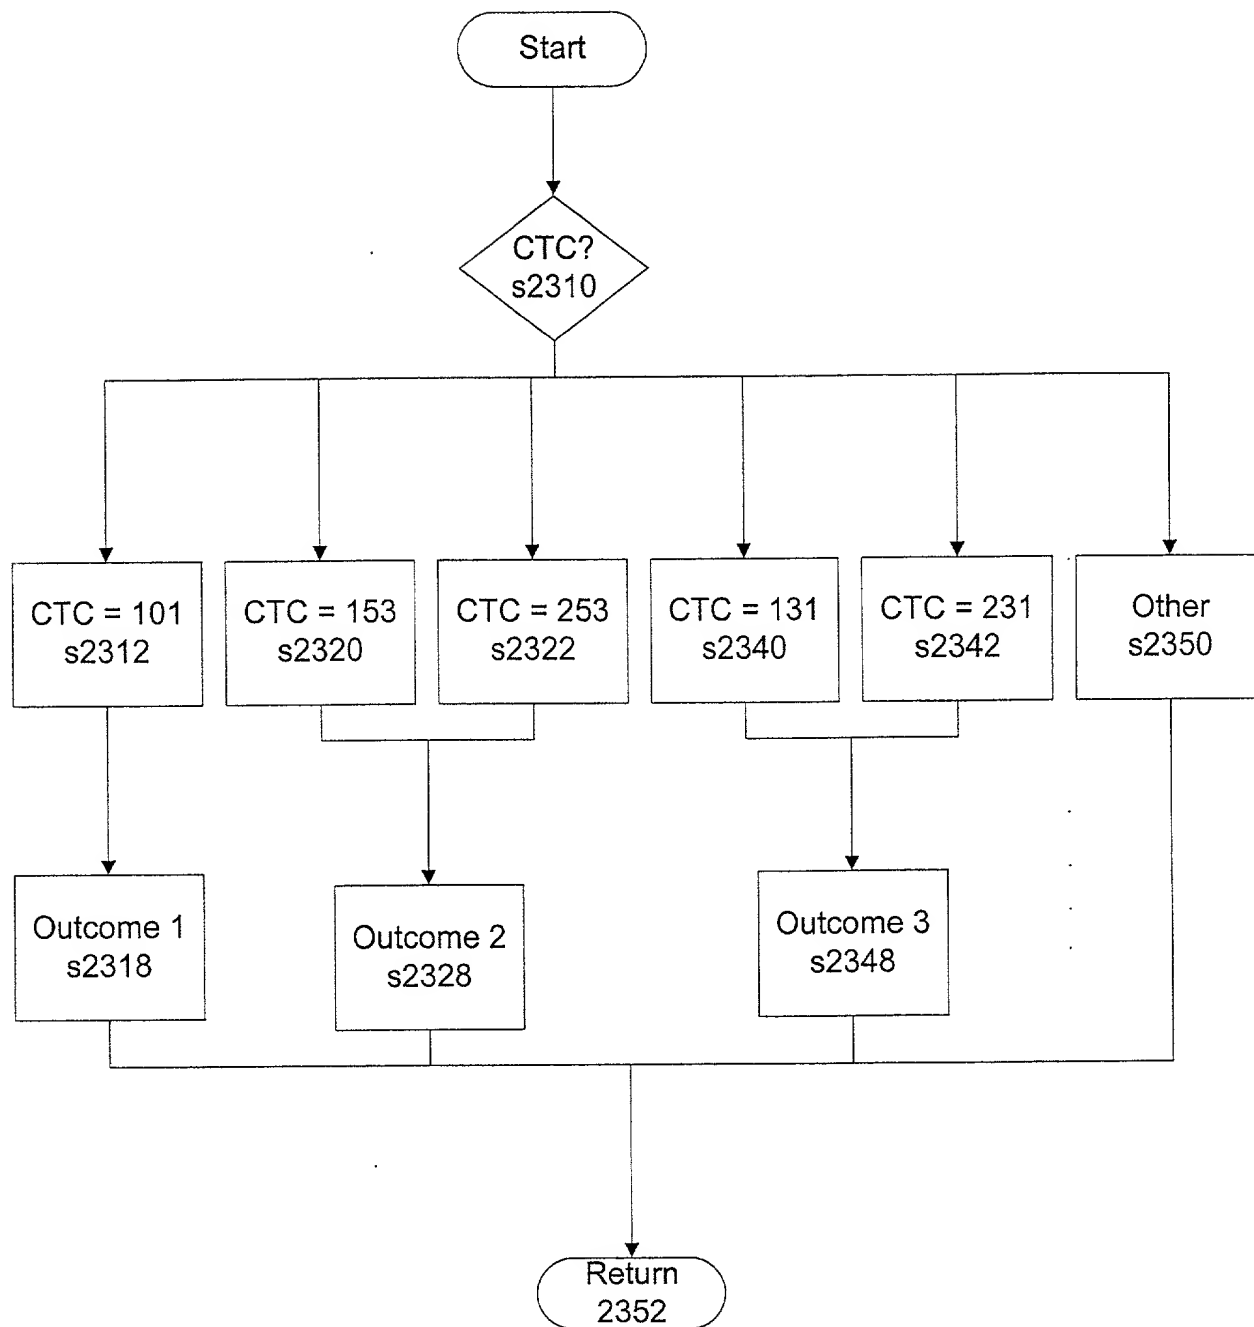 Start
CTC?
s2310
CTC = 101
s2312
CTC = 153
s2320
CTC = 253
s2322
CTC = 131
s2340
CTC = 231
s2342
Other
s2350
Outcome 1
s2318
Outcome 2
s2328
Outcome 3
s2348
Return
2352